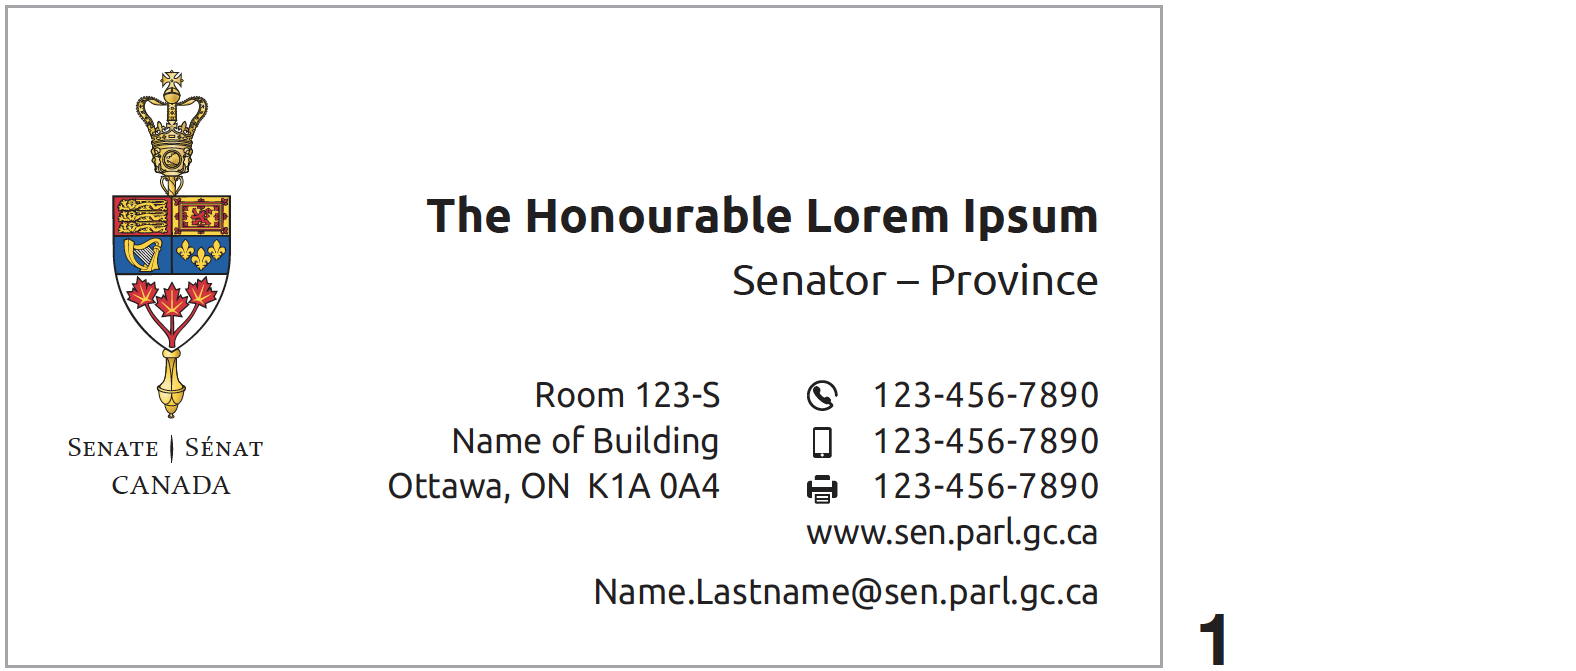 The Honourable Lorem Ipsum
Senator – Province
SENATE | SÉNAT
CANADA
Room 123-S
Name of Building
Ottawa, ON  K1A 0A4
123-456-7890
123-456-7890
123-456-7890
www.sen.parl.gc.ca
Name.Lastname@sen.parl.gc.ca
1